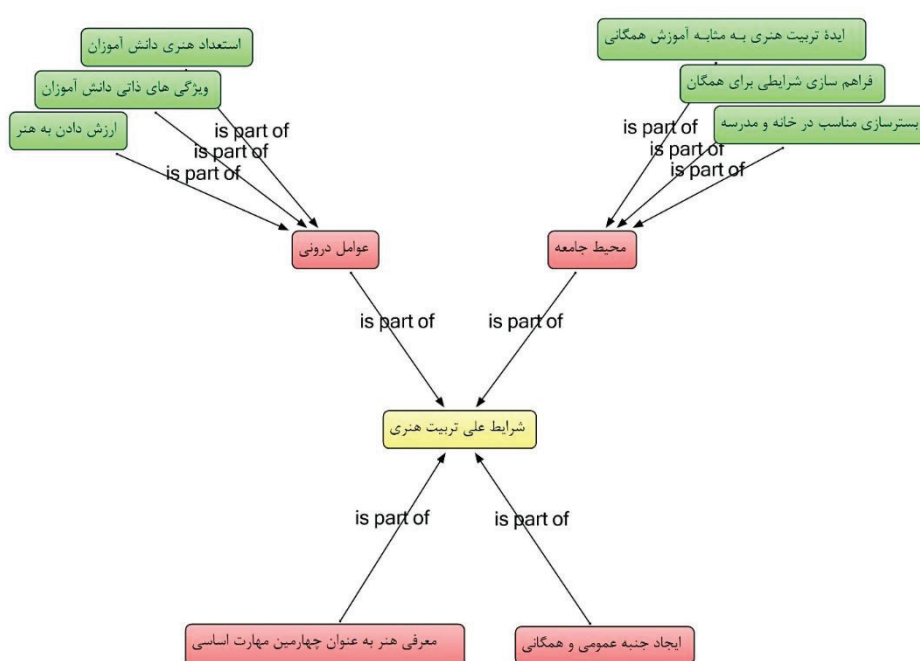 استعداد هنری دانش آموزان
ایدۀ تربیت هنری به مثابه آموزش همگانی
ویژگی های ذاتی دانش آموزان
فراهم سازی شرایطی برای همگان
ارزش دادن به هنر
بسترسازی مناسب در خانه و مدرسه
is part of
is part of
is part of
is part of
is part of
is part of
عوامل درونی
محیط جامعه
is part of
is part of
شرایط علی تربیت هنری
is part of
is part of
معرفی هنر به عنوان چهارمین مهارت اساسی
ایجاد جنبه عمومی و همگانی